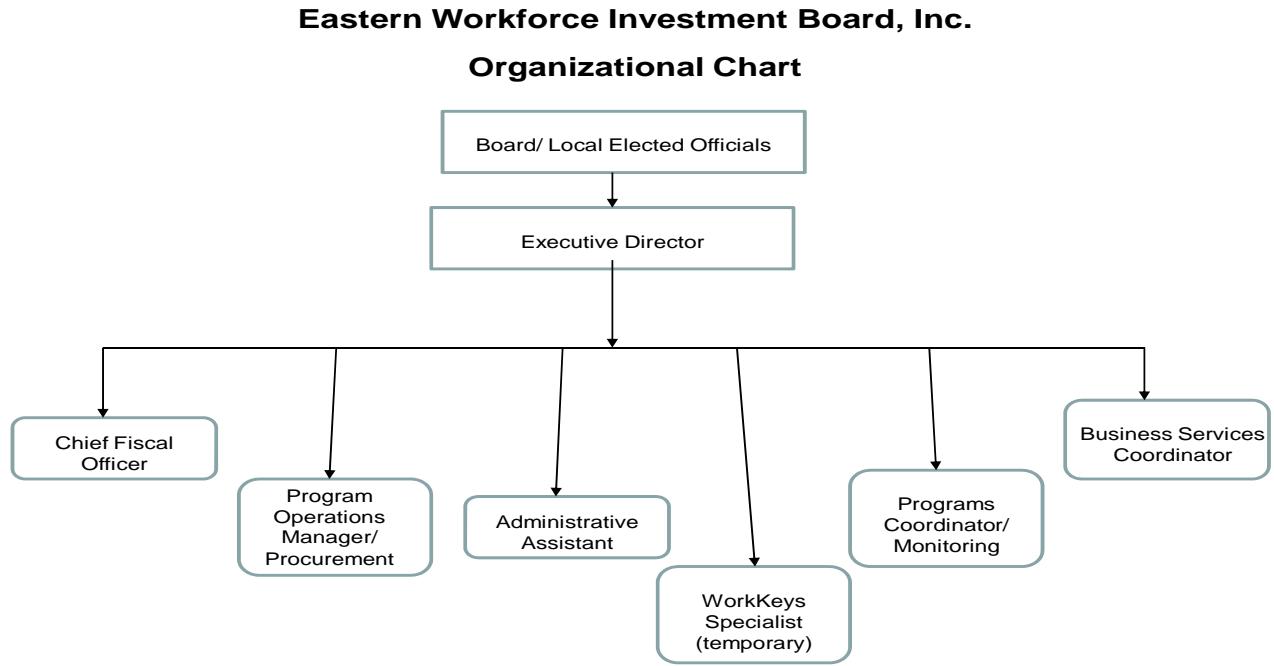 Eastern Workforce Investment Board, Inc.
Organizational Chart
Board/ Local Elected Officials
Executive Director
Chief Fiscal
Officer
Program
Operations
Manager/
Procurement
Administrative
Assistant
WorkKeys
Specialist
(temporary)
Programs
Coordinator/
Monitoring
Business Services
Coordinator